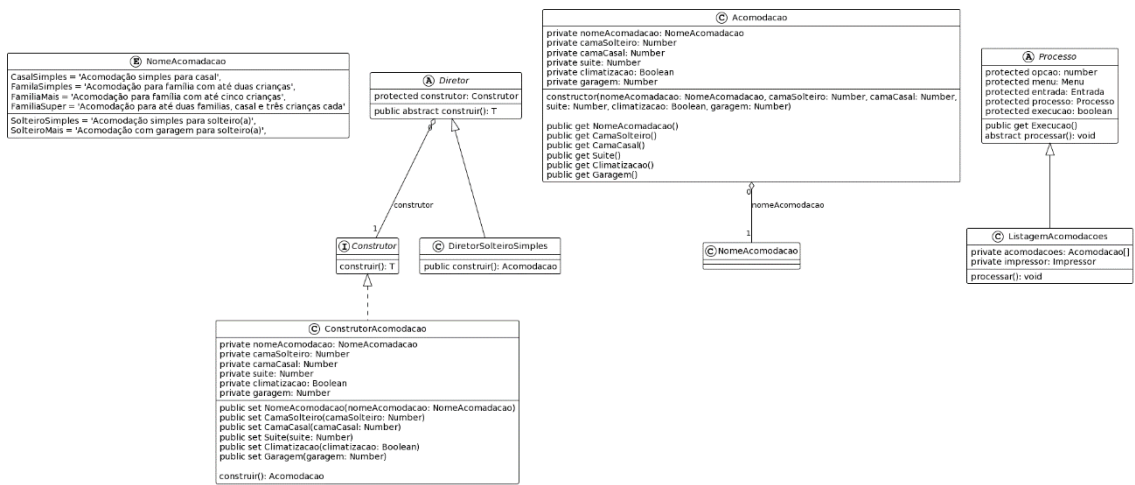 E NomeAcomadacao
CasalSimples = 'Acomodação simples para casal',
FamilaSimples = 'Acomodação para família com até duas crianças',
FamiliaMais = 'Acomodação para família com até cinco crianças',
FamiliaSuper = 'Acomodação para até duas familias, casal e três crianças cada'
SolteiroSimples = 'Acomodação simples para solteiro(a)',
SolteiroMais = 'Acomodação com garagem para solteiro(a)',
A Diretor
protected construtor: Construtor
public abstract construir(): T
0
construtor
1
I Construtor
construir(): T
C DiretorSolteiroSimples
public construir(): Acomodacao
C ConstrutorAcomodacao
private nomeAcomodacao: NomeAcomadacao
private camaSolteiro: Number
private camaCasal: Number
private suite: Number
private climatizacao: Boolean
private garagem: Number
public set NomeAcomodacao(nomeAcomodacao: NomeAcomadacao)
public set CamaSolteiro(camaSolteiro: Number)
public set CamaCasal(camaCasal: Number)
public set Suite(suite: Number)
public set Climatizacao(climatizacao: Boolean)
public set Garagem(garagem: Number)
construir(): Acomodacao
C Acomodacao
private nomeAcomadacao: NomeAcomodacao
private camaSolteiro: Number
private camaCasal: Number
private suite: Number
private climatizacao: Boolean
private garagem: Number
constructor(nomeAcomodacao: NomeAcomodacao, camaSolteiro: Number, camaCasal: Number,
suite: Number, climatizacao: Boolean, garagem: Number)
public get NomeAcomodacao()
public get CamaSolteiro()
public get CamaCasal()
public get Suite()
public get Climatizacao()
public get Garagem()
0
nomeAcomodacao
1
C NomeAcomodacao
A Processo
protected opcao: number
protected menu: Menu
protected entrada: Entrada
protected processo: Processo
protected execucao: boolean
public get Execucao()
abstract processar(): void
C ListagemAcomodacoes
private acomodacoes: Acomodacao[]
private impressor: Impressor
processar(): void